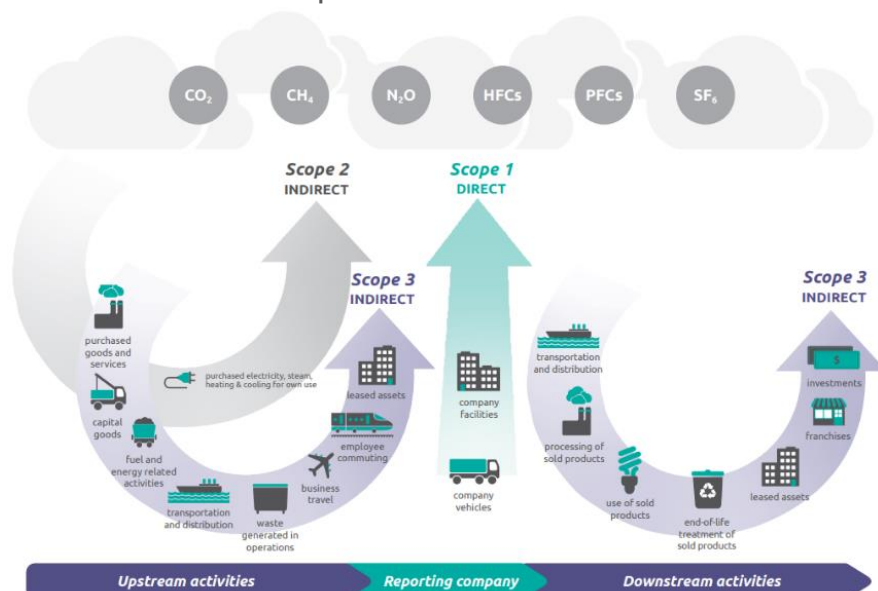 CO₂
CH₄
N₂O
HFCs
PFCs
SF₆
Scope 2
INDIRECT
Scope 1
DIRECT
Scope 3
INDIRECT
Scope 3
INDIRECT
purchased
goods and
services
capital
goods
fuel and
energy related
activities
purchased electricity, steam,
heating & cooling for own use
transportation
and distribution
waste
generated in
operations
business
travel
employee
commuting
leased assets
company
facilities
company
vehicles
transportation
and distribution
processing of
sold products
use of sold
products
end-of-life
treatment of
sold products
leased assets
franchises
$
investments
Upstream activities
Reporting company
Downstream activities